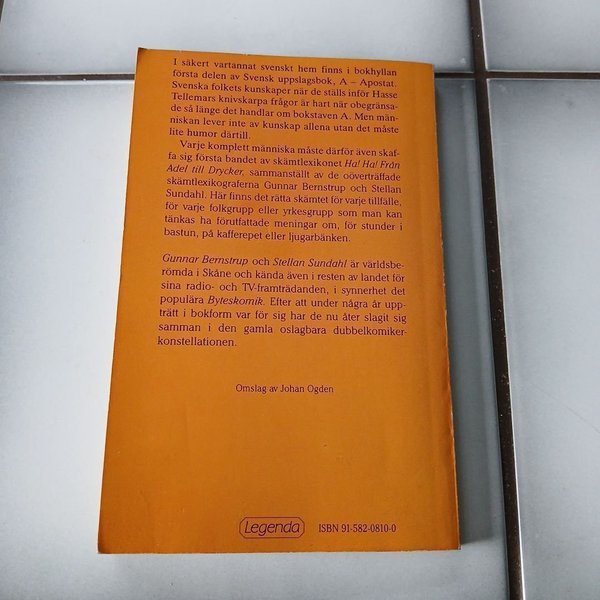 I säkert vartannat svenskt hem finns i bokhyllan
första delen av Svensk uppslagsbok, A – Apostat.
Svenska folkets kunskaper när de ställs inför Hasse
Tellemars knivskarpa frågor är hart när obegränsa-
de så länge det handlar om bokstaven A. Men män-
niskan lever inte av kunskap allena utan det måste
lite humor därtill.
Varje komplett människa måste därför även skaf-
fa sig första bandet av skämtlexikonet Ha! Ha! Från
Adel till Drycker, sammanställt av de oöverträffade
skämtlexikograferna Gunnar Bernstrup och Stellan
Sundahl. Här finns det rätta skämtet för varje tillfälle,
för varje folkgrupp eller yrkesgrupp som man kan
tänkas ha förutfattade meningar om, för stunder i
bastun, på kafferepet eller ljugarbänken.
Gunnar Bernstrup och Stellan Sundahl är världsbe-
römda i Skåne och kända även i resten av landet för
sina radio- och TV-framträdanden, i synnerhet det
populära Byteskomik. Efter att under några år upp-
trätt i bokform var för sig har de nu åter slagit sig
samman i den gamla oslagbara dubbelkomiker-
konstellationen.
Omslag av Johan Ogden
Legenda
ISBN 91-582-0810-0